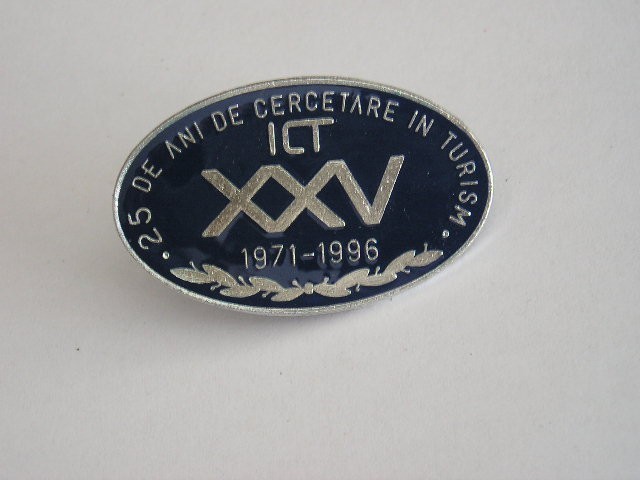 · 25 DE ANI DE CERCETARE IN TURISM ·
ICT
XXV
1971-1996